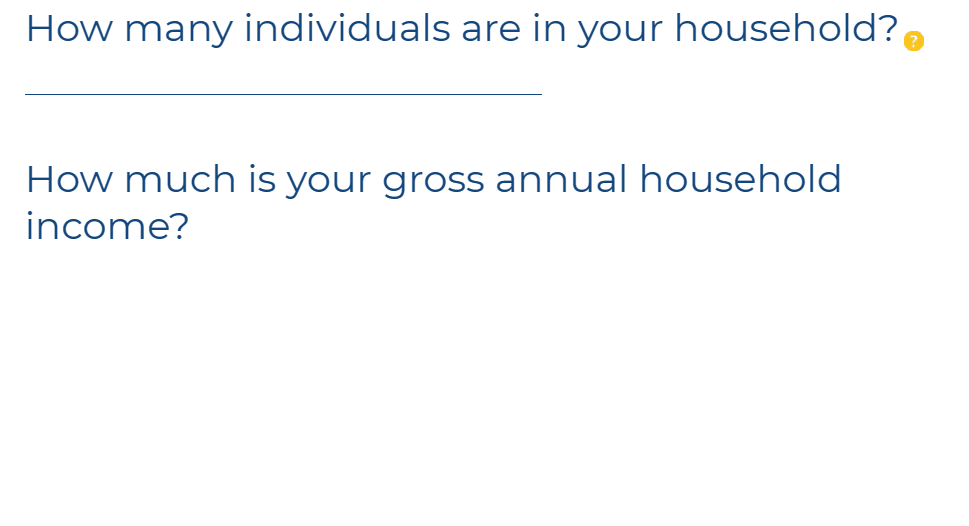 How many individuals are in your household? ?
How much is your gross annual household
income?